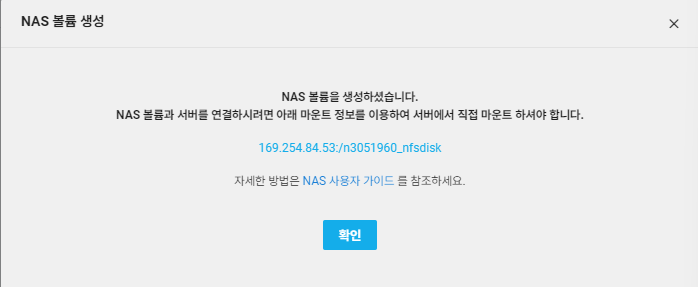 NAS 볼륨 생성
NAS 볼륨을 생성하셨습니다.
NAS 볼륨과 서버를 연결하시려면 아래 마운트 정보를 이용하여 서버에서 직접 마운트 하셔야 합니다.
169.254.84.53:/n3051960_nfsdisk
자세한 방법은 NAS 사용자 가이드 를 참조하세요.
확인